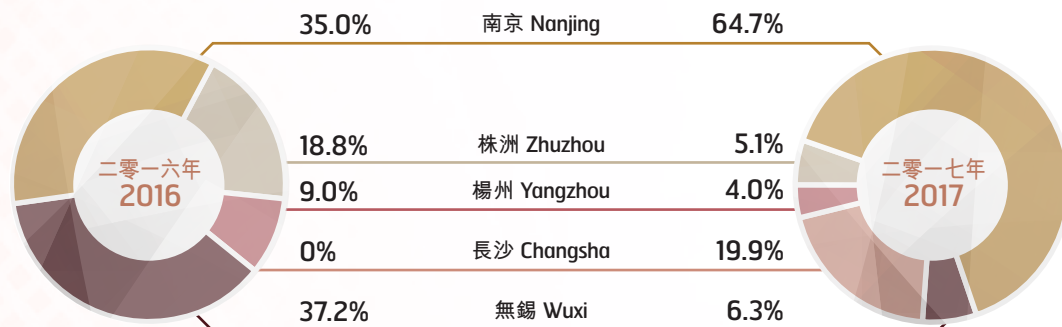 35.0% 南京 Nanjing 64.7%
18.8% 株洲 Zhuzhou 5.1%
二零一六年
2016
二零一七年
2017
9.0% 楊州 Yangzhou 4.0%
0% 長沙 Changsha 19.9%
37.2% 無錫 Wuxi 6.3%